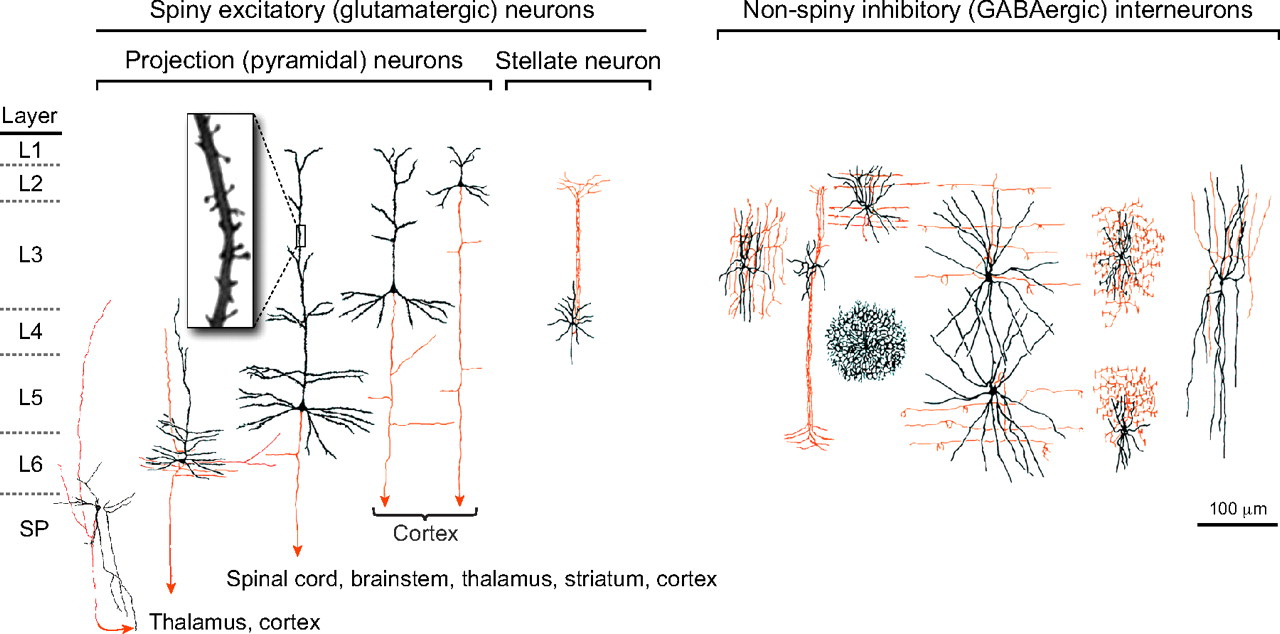 Spiny excitatory (glutamatergic) neurons
Non-spiny inhibitory (GABAergic) interneurons
Projection (pyramidal) neurons
Stellate neuron
Layer
L1
L2
L3
L4
L5
L6
SP
Cortex
100 μm
Spinal cord, brainstem, thalamus, striatum, cortex
Thalamus, cortex